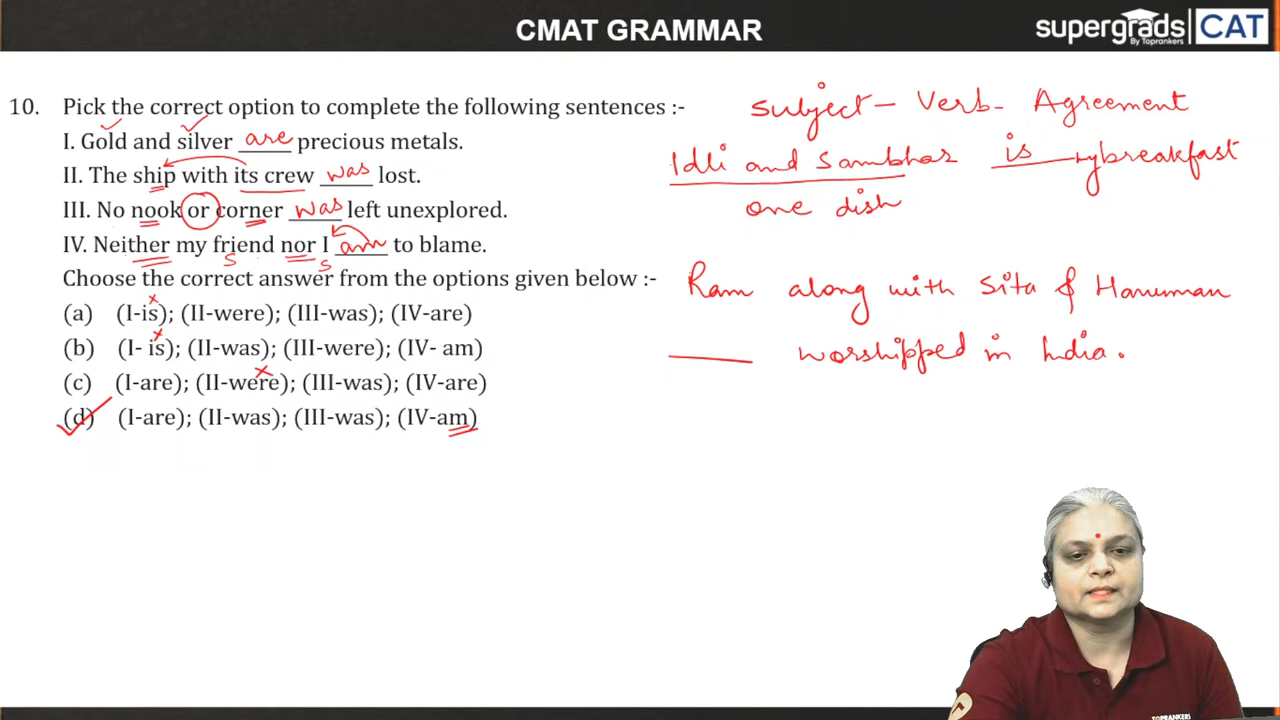 CMAT GRAMMAR
supergrads CAT
By Toprankers
10. Pick the correct option to complete the following sentences :-
I. Gold and silver are precious metals.
II. The ship with its crew was lost.
III. No nook or corner was left unexplored.
IV. Neither my friend nor I am to blame.
S S
Choose the correct answer from the options given below :-
(a) (I-is); (II-were); (III-was); (IV-are)
(b) (I- is); (II-was); (III-were); (IV- am)
(c) (I-are); (II-were); (III-was); (IV-are)
(d) (I-are); (II-was); (III-was); (IV-am)
Subject - Verb - Agreement
Idli and Sambhar is my breakfast
one dish
Ram along with Sita & Hanuman
____ worshipped in India.
TOPRANKERS